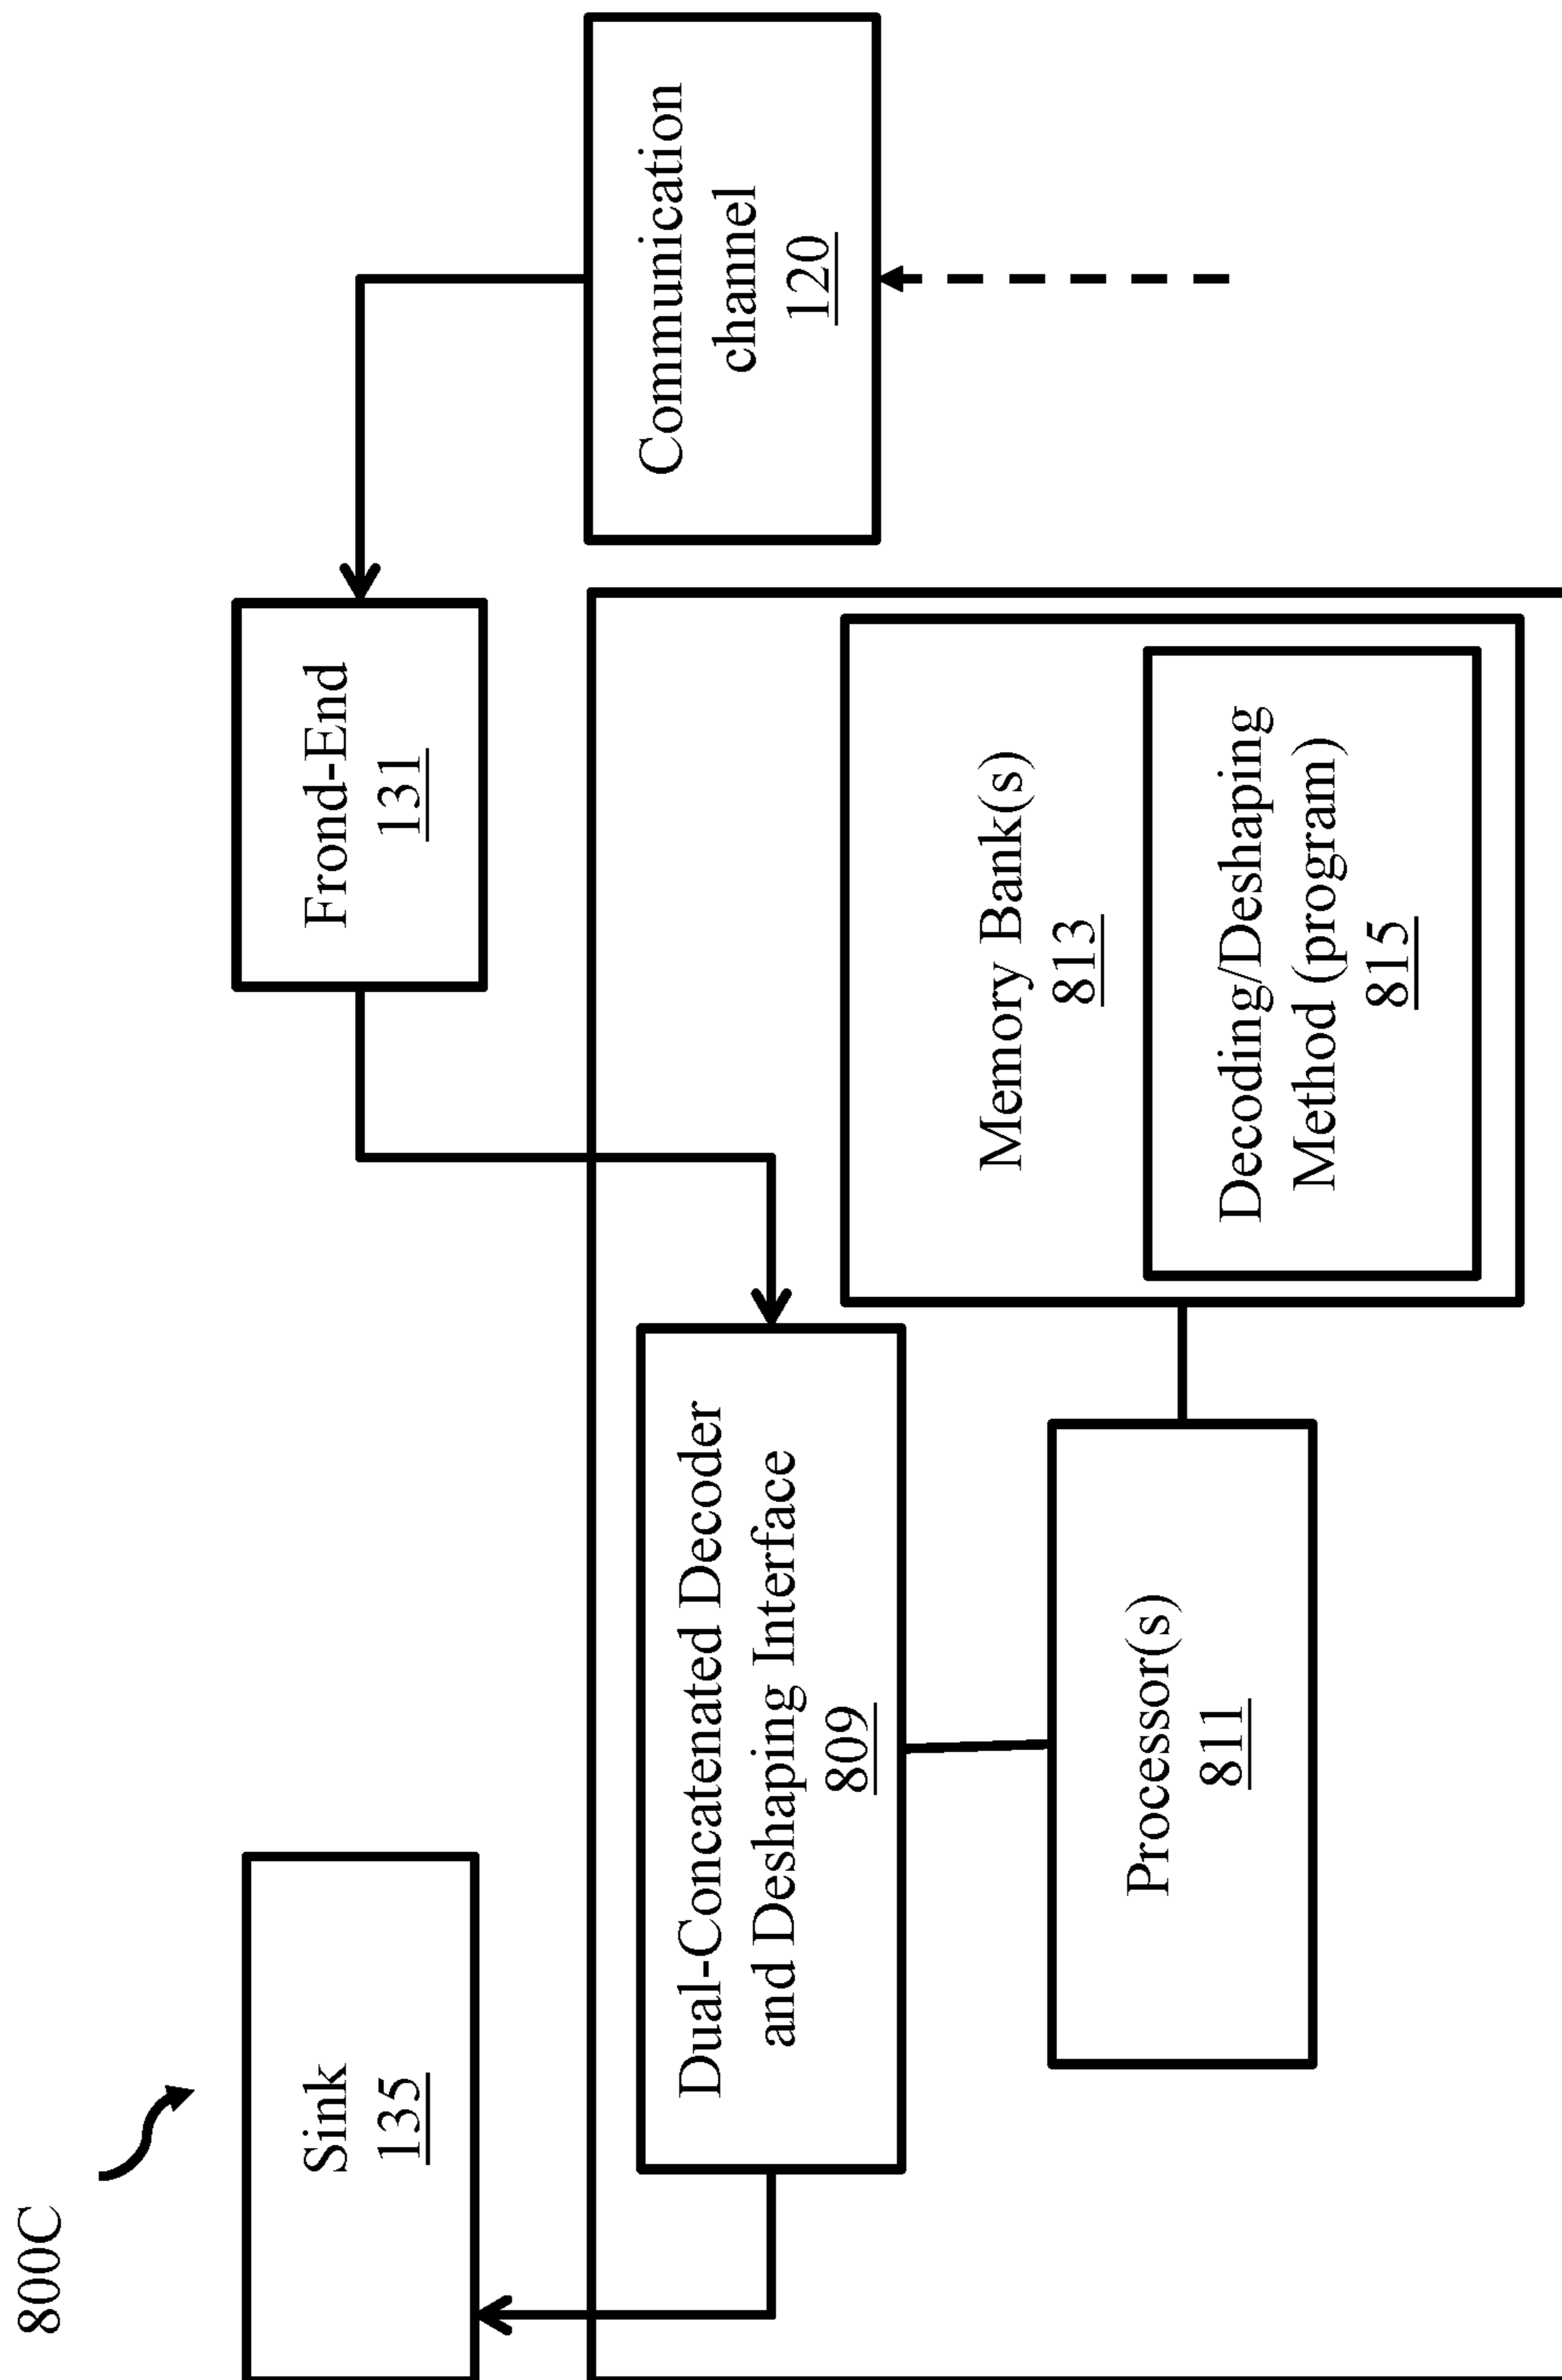 800C
Sink
135
Frond-End
131
Communication
channel
120
Dual-Concatenated Decoder
and Deshaping Interface
809
Processor(s)
811
Memory Bank(s)
813
Decoding/Deshaping
Method (program)
815